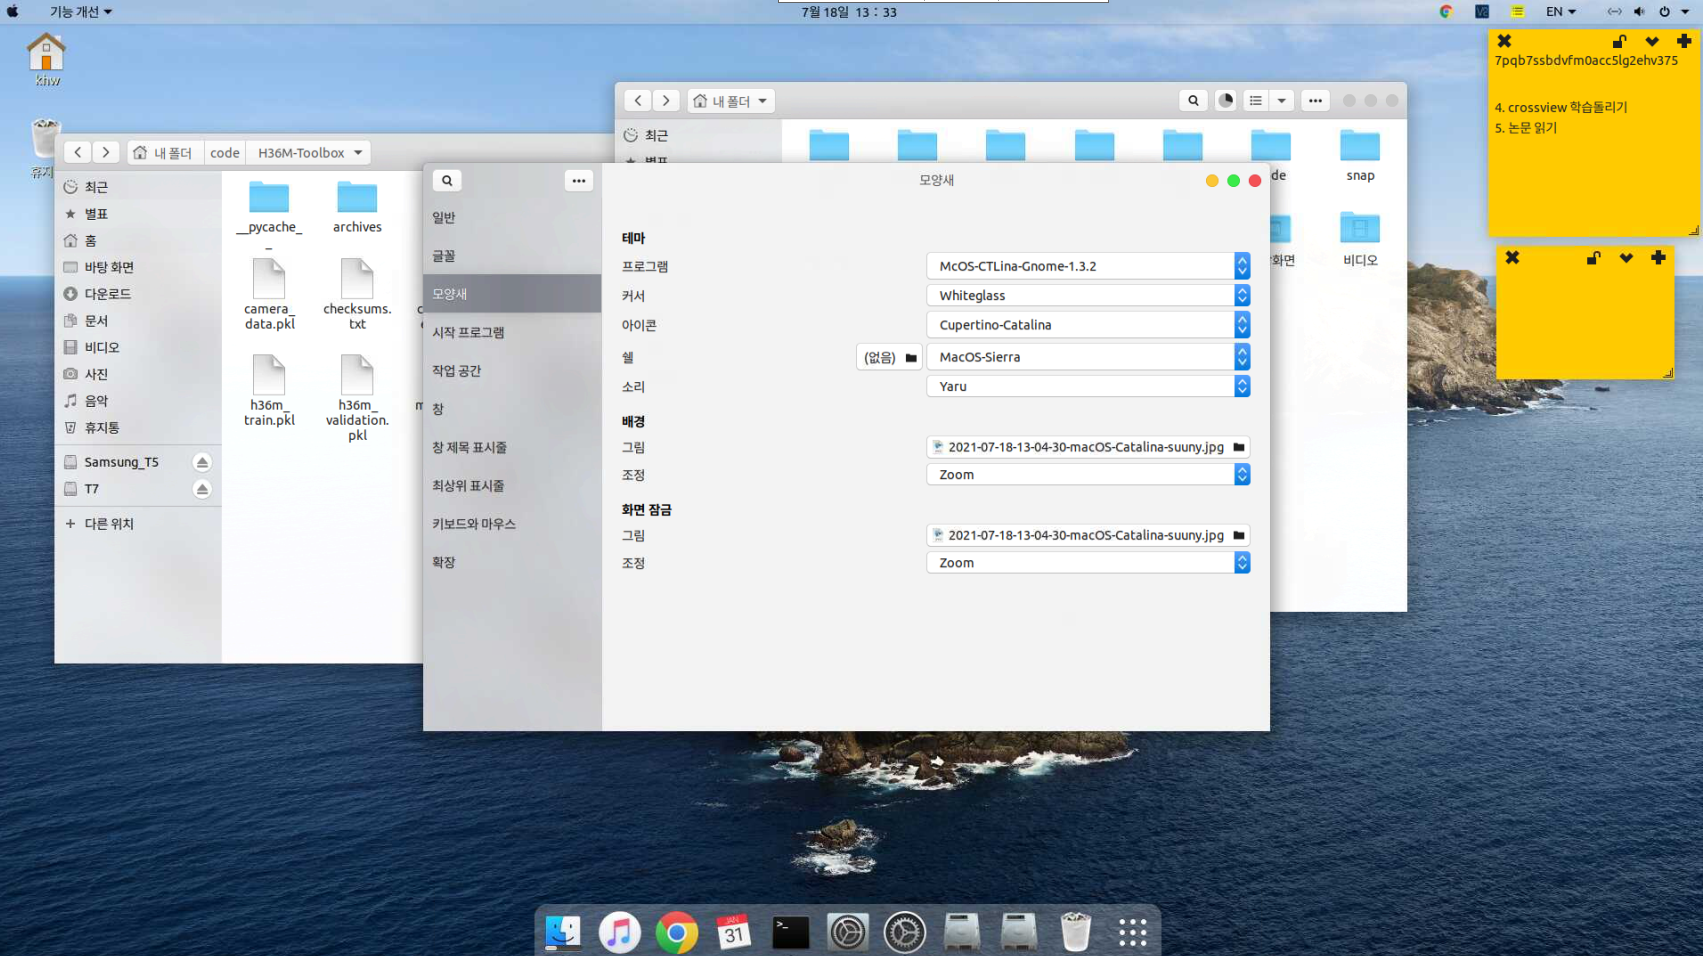 기능 개선
7월 18일 13 : 33
EN
khw
7pqb7ssbdvfm0acc5lg2ehv375
4. crossview 학습돌리기
5. 논문 읽기
내 폴더
최근
별표
snap
비디오
내 폴더
code
H36M-Toolbox
최근
별표
홈
바탕 화면
다운로드
문서
비디오
사진
음악
휴지통
Samsung_T5
T7
다른 위치
__pycache_
_
archives
camera_
data.pkl
checksums.
txt
h36m_
train.pkl
h36m_
validation.
pkl
일반
글꼴
모양새
시작 프로그램
작업 공간
창
창 제목 표시줄
최상위 표시줄
키보드와 마우스
확장
모양새
테마
프로그램
McOS-CTLina-Gnome-1.3.2
커서
Whiteglass
아이콘
Cupertino-Catalina
쉘
(없음)
MacOS-Sierra
소리
Yaru
배경
그림
2021-07-18-13-04-30-macOS-Catalina-suuny.jpg
조정
Zoom
화면 잠금
그림
2021-07-18-13-04-30-macOS-Catalina-suuny.jpg
조정
Zoom
JAN
31